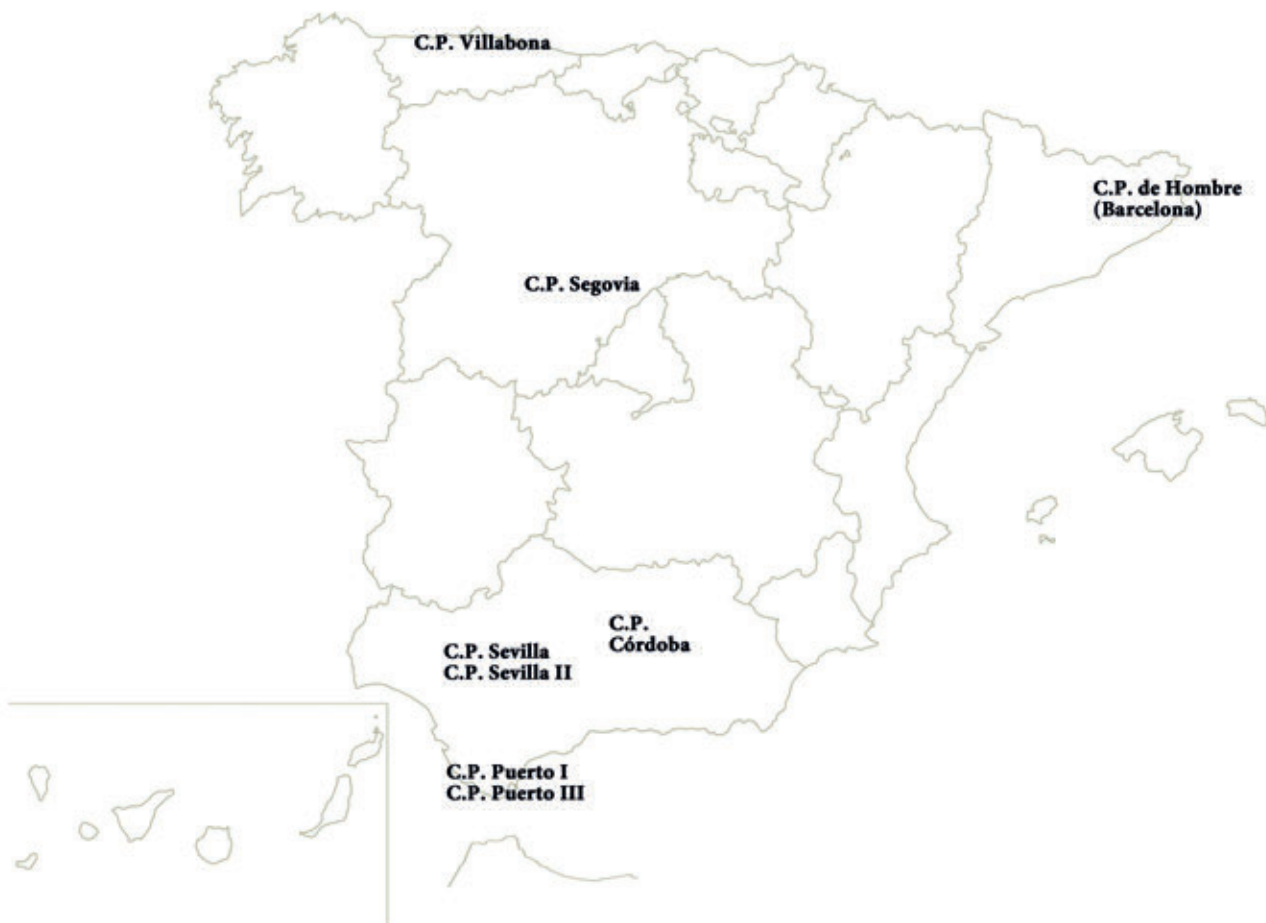 C.P. Villabona
C.P. de Hombre
(Barcelona)
C.P. Segovia
C.P.
Córdoba
C.P. Sevilla
C.P. Sevilla II
C.P. Puerto I
C.P. Puerto III